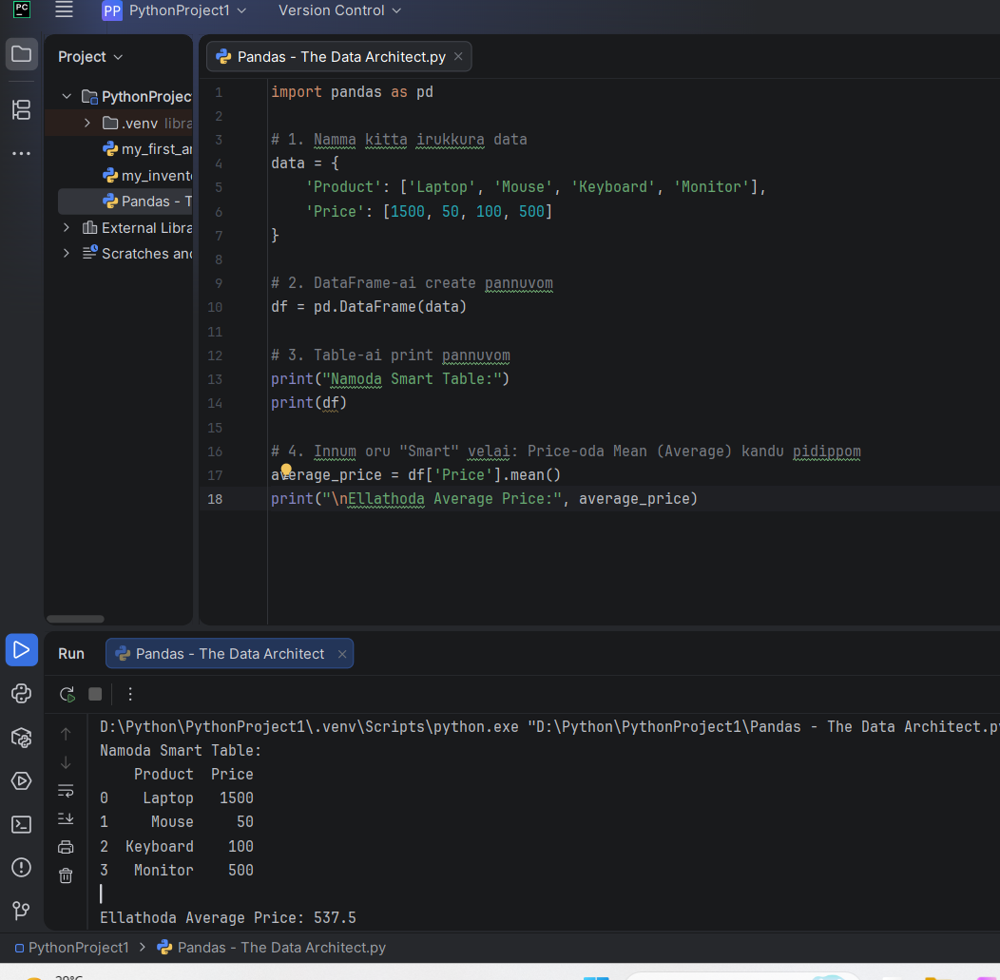 PC
PP PythonProject1 Version Control
Project
Pandas - The Data Architect.py
PythonProjec
.venv libra
my_first_a
my_invent
Pandas - T
External Libra
Scratches and
1 import pandas as pd
2
3 # 1. Namma kitta irukkura data
4 data = {
5 'Product': ['Laptop', 'Mouse', 'Keyboard', 'Monitor'],
6 'Price': [1500, 50, 100, 500]
7 }
8
9 # 2. DataFrame-ai create pannuvom
10 df = pd.DataFrame(data)
11
12 # 3. Table-ai print pannuvom
13 print("Namoda Smart Table:")
14 print(df)
15
16 # 4. Innum oru "Smart" velai: Price-oda Mean (Average) kandu pidippom
17 average_price = df['Price'].mean()
18 print("\nEllathoda Average Price:", average_price)
Run Pandas - The Data Architect
D:\Python\PythonProject1\.venv\Scripts\python.exe "D:\Python\PythonProject1\Pandas - The Data Architect.p
Namoda Smart Table:
Product Price
0 Laptop 1500
1 Mouse 50
2 Keyboard 100
3 Monitor 500
Ellathoda Average Price: 537.5
PythonProject1 > Pandas - The Data Architect.py